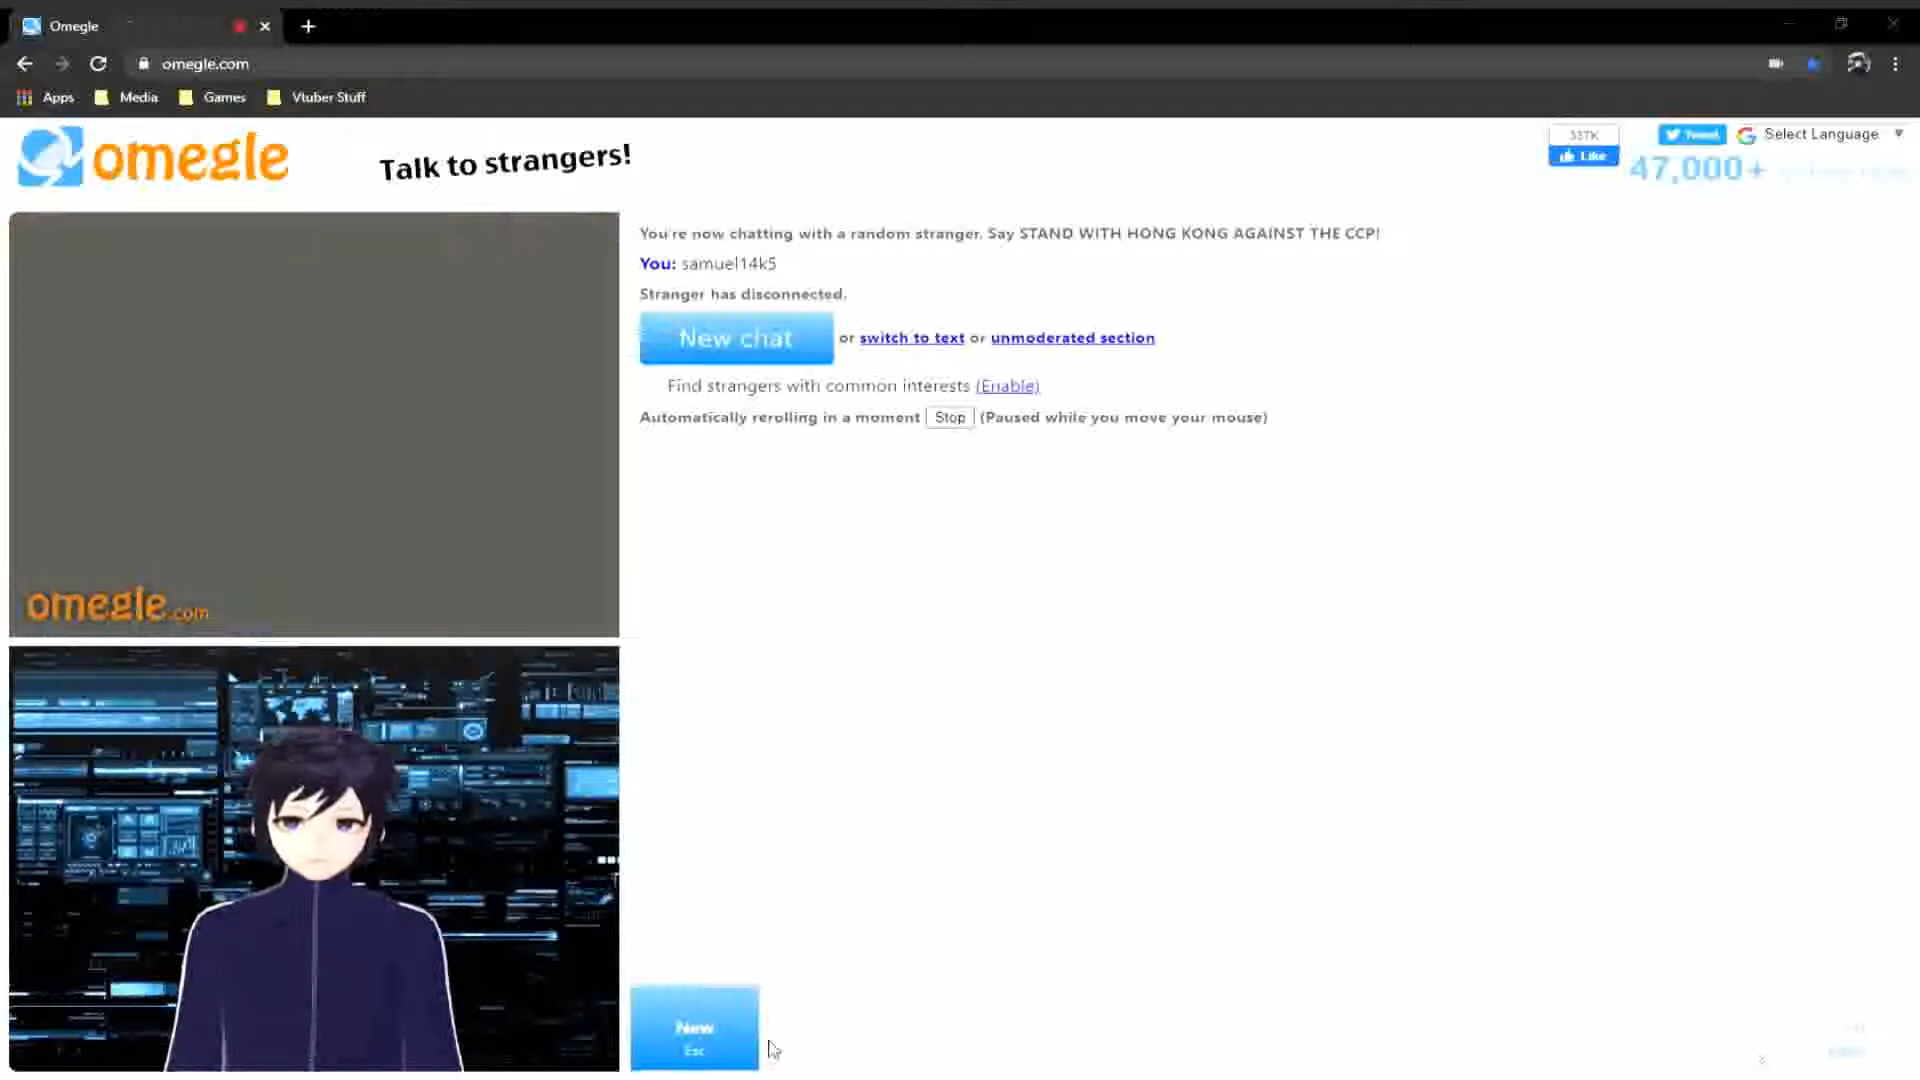 Omegle
omegle.com
Apps Media Games Vtuber Stuff
omegle Talk to strangers!
337K
Like
Tweet
Select Language
47,000+
You're now chatting with a random stranger. Say STAND WITH HONG KONG AGAINST THE CCP!
You: samuel14k5
Stranger has disconnected.
New chat or switch to text or unmoderated section
Find strangers with common interests (Enable)
Automatically rerolling in a moment Stop (Paused while you move your mouse)
omegle.com
New
Esc